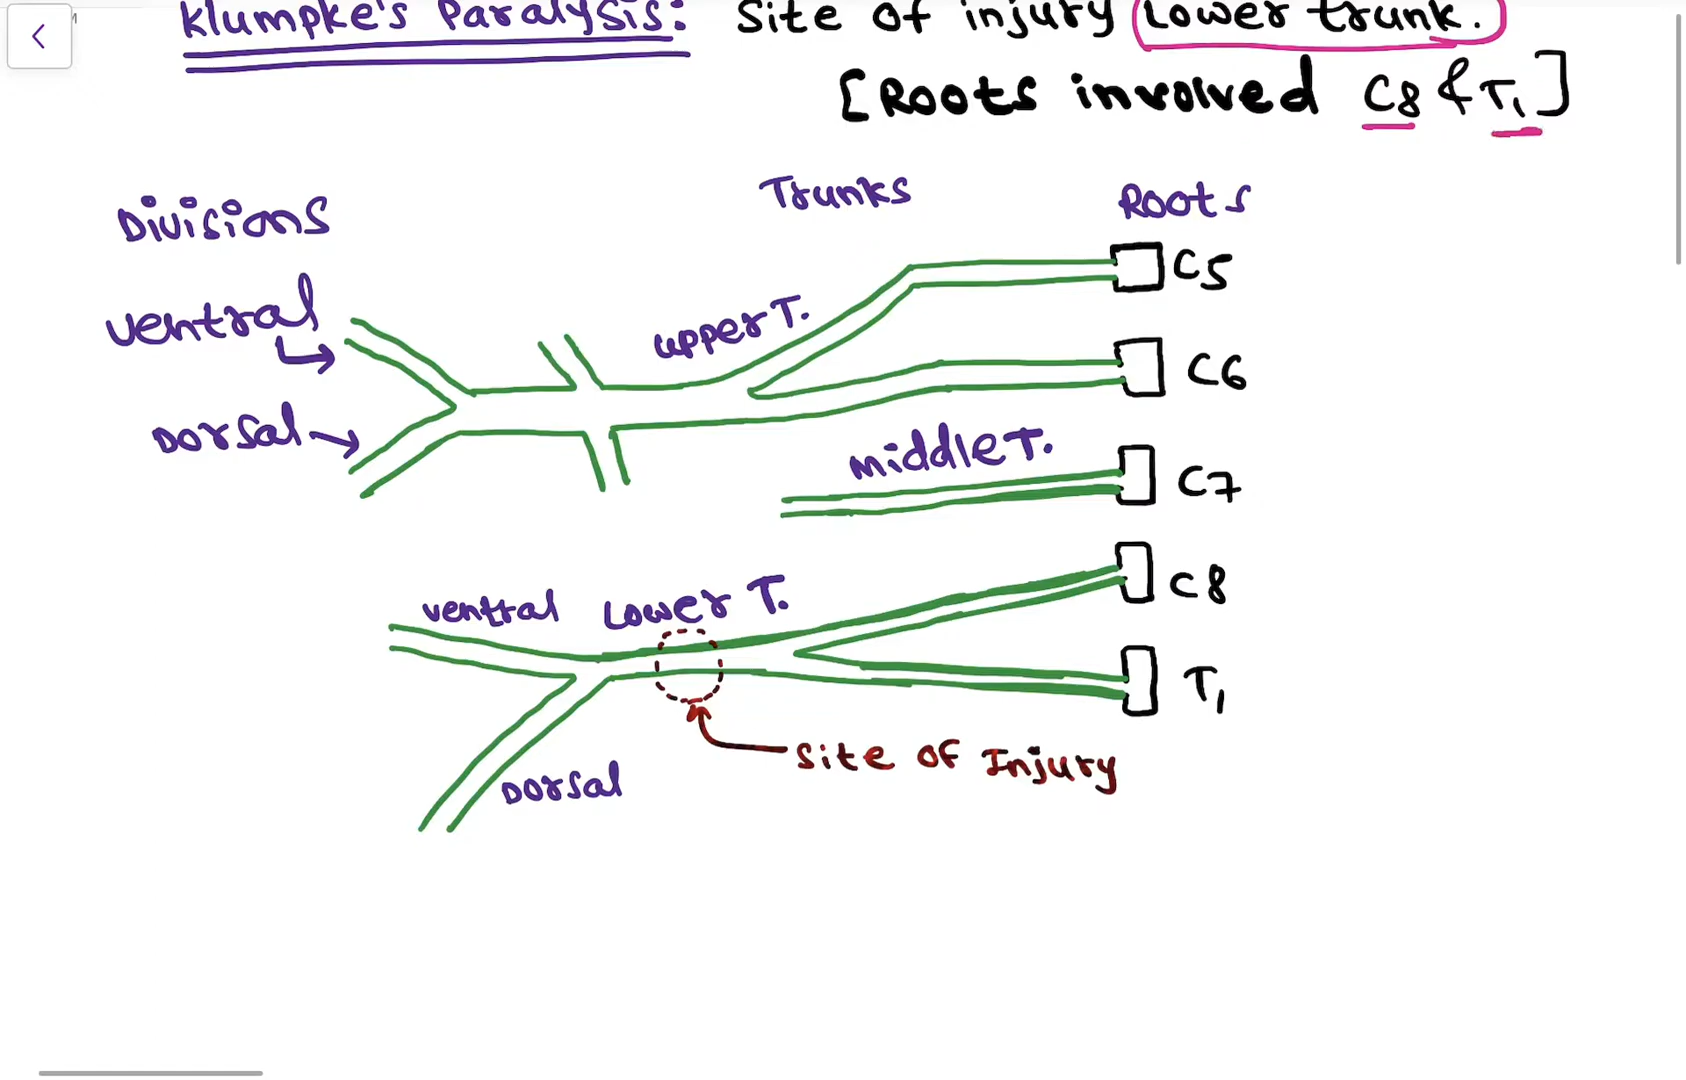 Klumpke's Paralysis: Site of injury Lower trunk.
[Roots involved C8 & T1]
Trunks
Roots
Divisions
C5
ventral
upper T.
C6
Dorsal
middle T.
C7
C8
ventral Lower T.
T1
Site of Injury
Dorsal